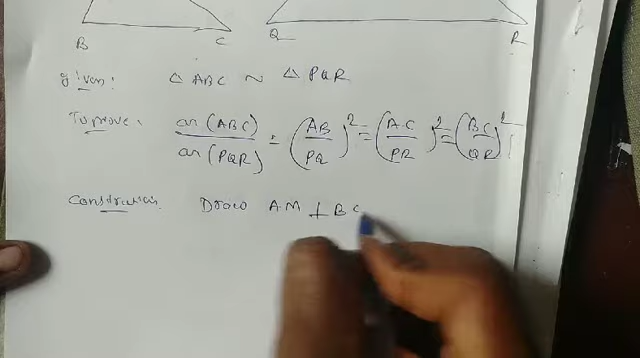 B C Q R
Given: △ ABC ~ △ PQR
To prove: ar (ABC) / ar (PQR) = (AB / PQ)² = (AC / PR)² = (BC / QR)²
Construction Draw AM ⊥ BC